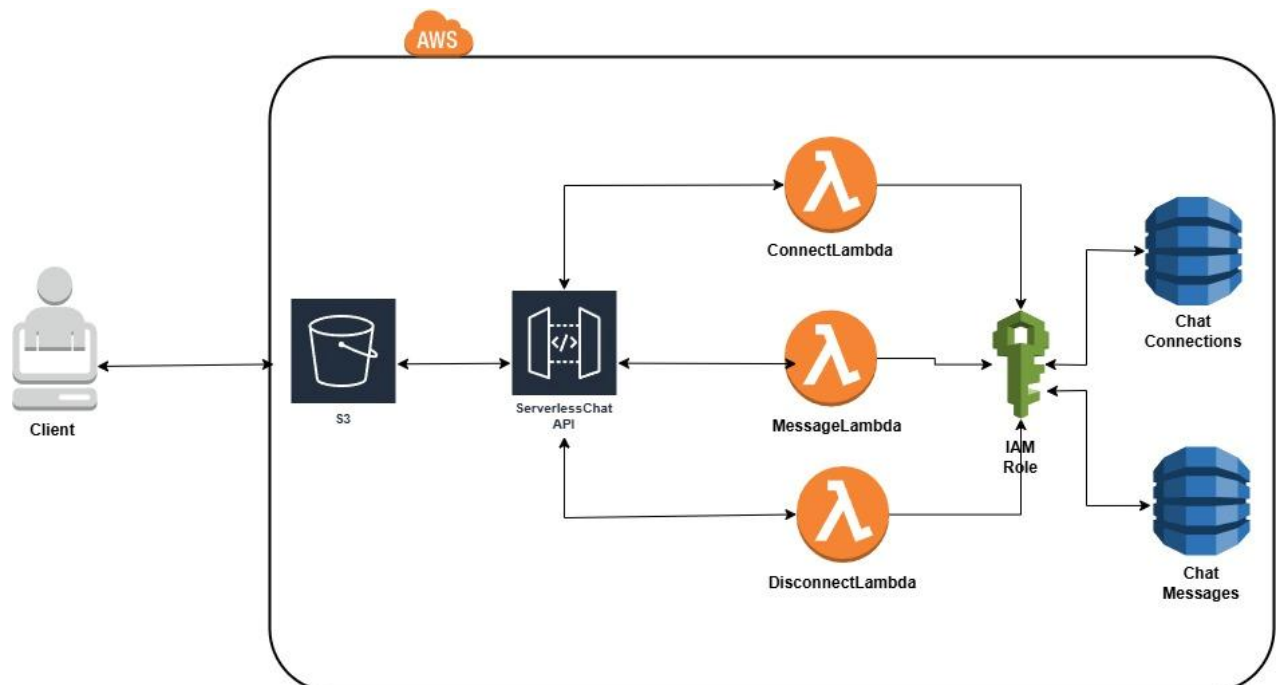 AWS
ConnectLambda
Chat
Connections
Client
S3
</>
ServerlessChat
API
MessageLambda
IAM
Role
DisconnectLambda
Chat
Messages